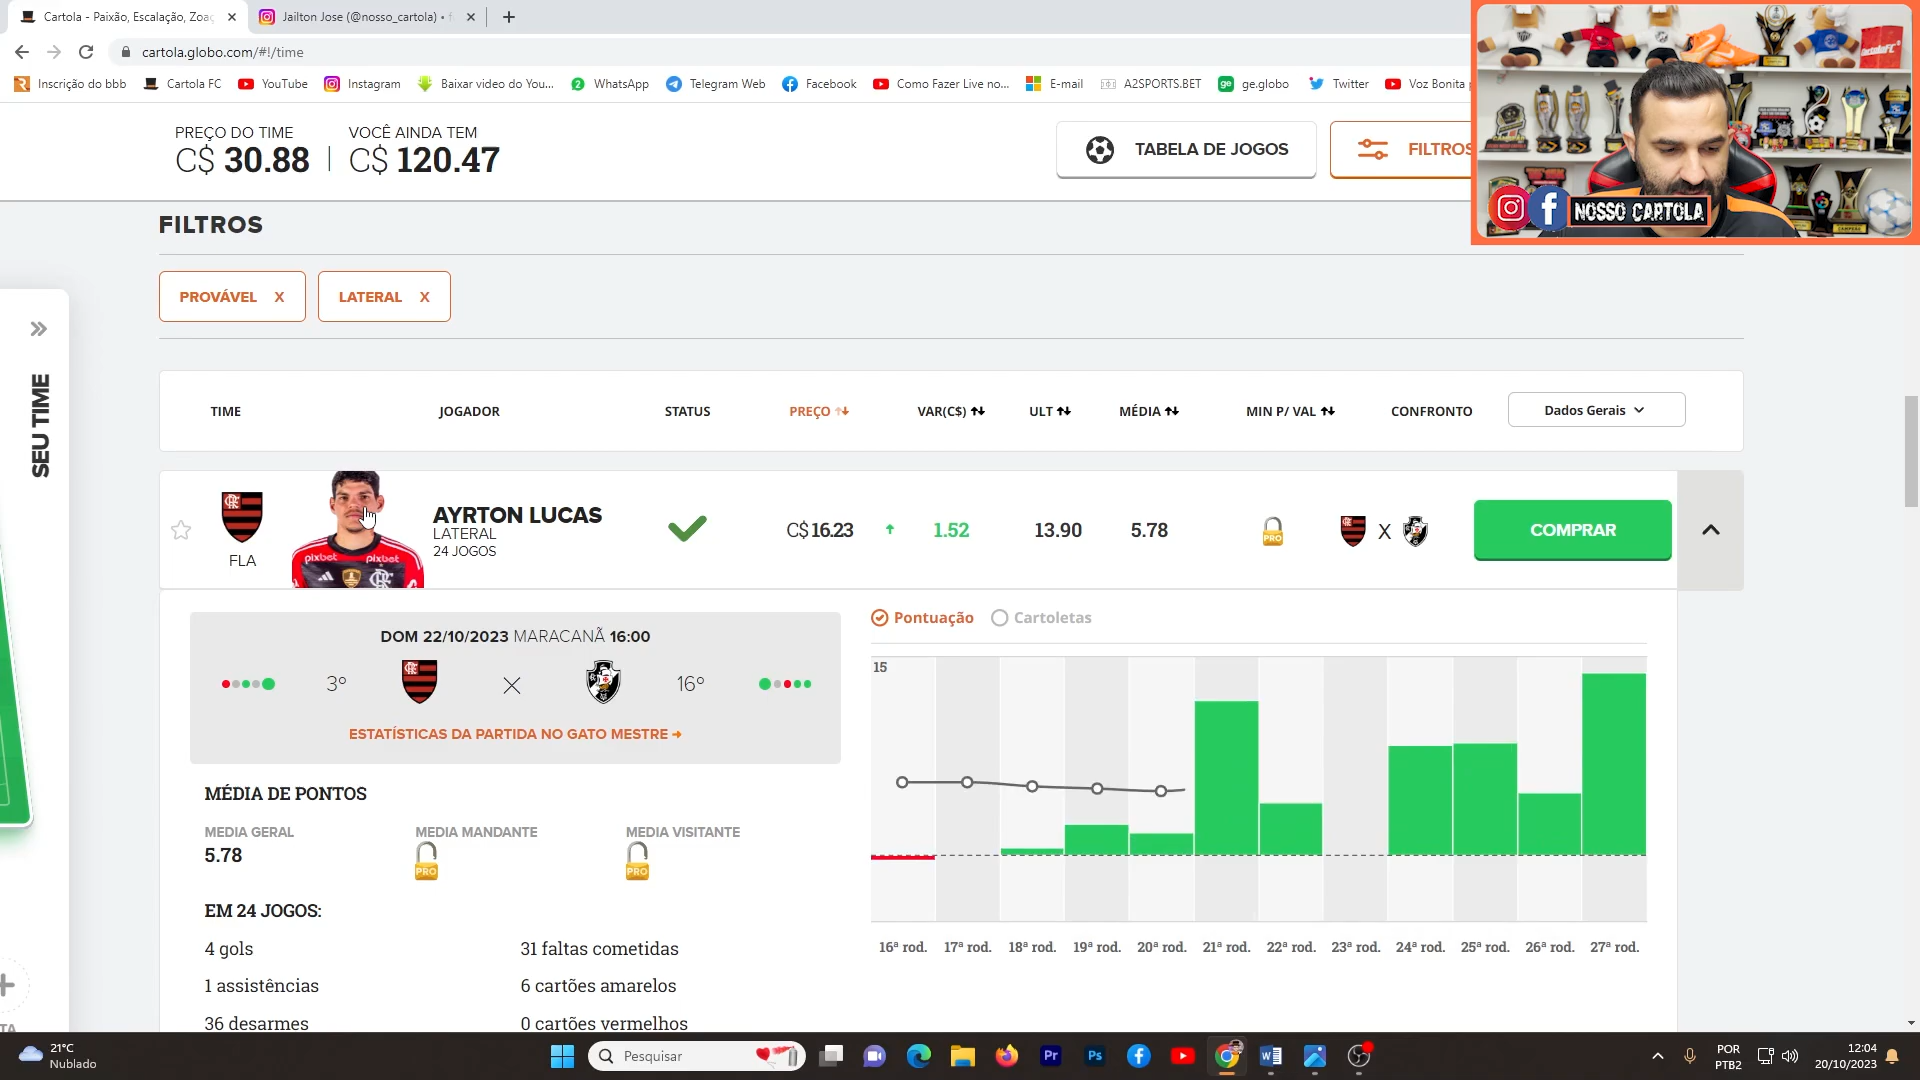 Cartola - Paixão, Escalação, Zoaç
Jailton Jose (@nosso_cartola) •
cartola.globo.com/#!/time
Inscrição do bbb
Cartola FC
YouTube
Instagram
Baixar video do You...
WhatsApp
Telegram Web
Facebook
Como Fazer Live no...
E-mail
A2SPORTS.BET
ge.globo
Twitter
Voz Bonita
PREÇO DO TIME
C$ 30.88
VOCÊ AINDA TEM
C$ 120.47
TABELA DE JOGOS
FILTROS
NOSSO CARTOLA
FILTROS
PROVÁVEL X
LATERAL X
SEU TIME
TIME
JOGADOR
STATUS
PREÇO
VAR(C$)
ULT
MÉDIA
MIN P/ VAL
CONFRONTO
Dados Gerais
FLA
pixbet pixbet
AYRTON LUCAS
LATERAL
24 JOGOS
C$ 16.23
1.52
13.90
5.78
PRO
X
COMPRAR
DOM 22/10/2023 MARACANÃ 16:00
3º
16º
ESTATÍSTICAS DA PARTIDA NO GATO MESTRE
MÉDIA DE PONTOS
MEDIA GERAL
5.78
MEDIA MANDANTE
PRO
MEDIA VISITANTE
PRO
EM 24 JOGOS:
4 gols
31 faltas cometidas
1 assistências
6 cartões amarelos
36 desarmes
0 cartões vermelhos
Pontuação
Cartoletas
15
16ª rod.
17ª rod.
18ª rod.
19ª rod.
20ª rod.
21ª rod.
22ª rod.
23ª rod.
24ª rod.
25ª rod.
26ª rod.
27ª rod.
21°C
Nublado
Pesquisar
Pr
Ps
POR
PTB2
12:04
20/10/2023